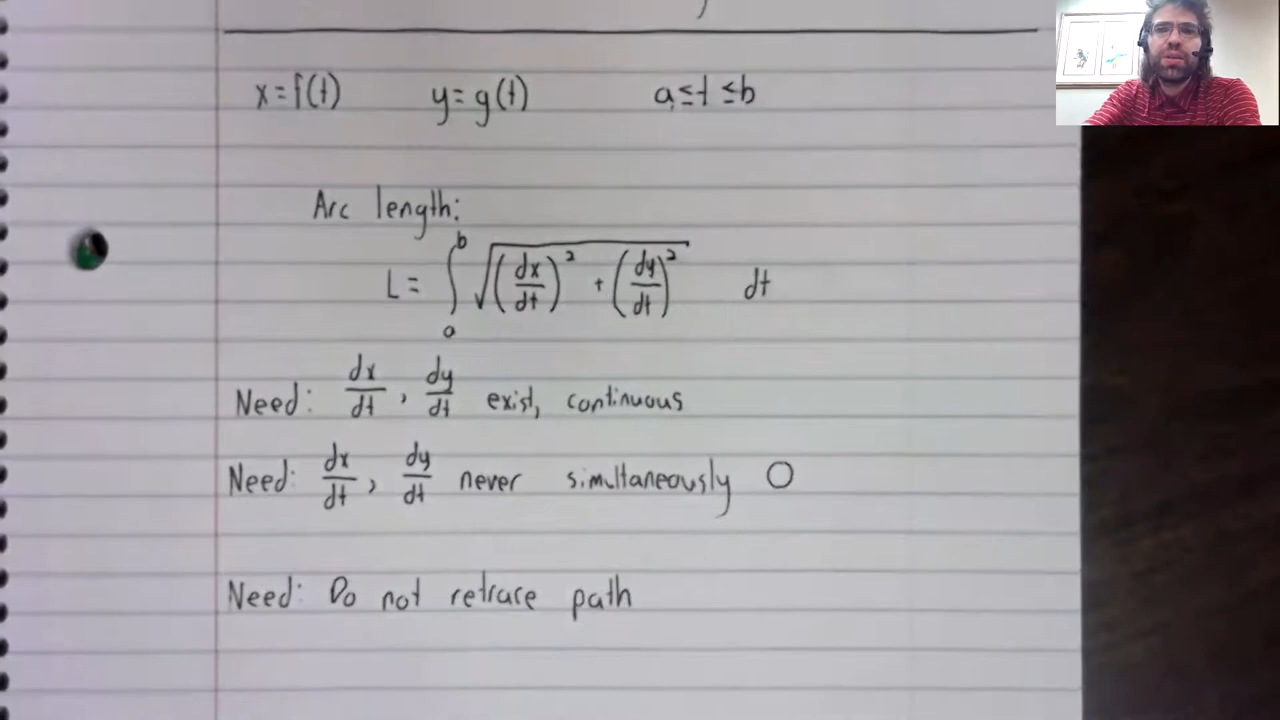 x=f(t) y=g(t) a≤t≤b
Arc length:
L = ∫_a^b √((dx/dt)^2 + (dy/dt)^2) dt
Need: dx/dt, dy/dt exist, continuous
Need: dx/dt, dy/dt never simultaneously 0
Need: Do not retrace path